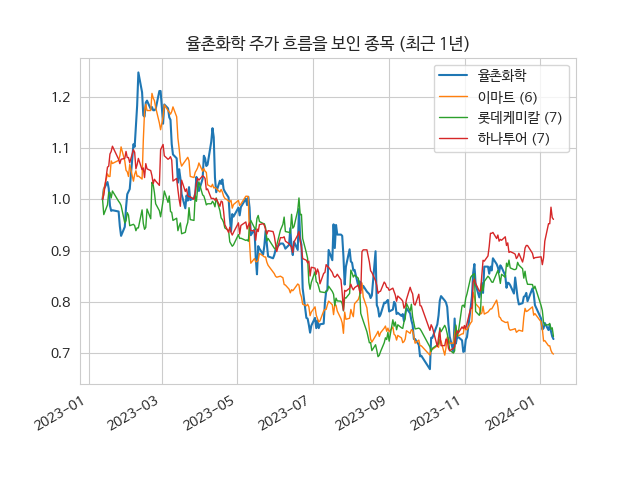 율촌화학 주가 흐름을 보인 종목 (최근 1년)
율촌화학
이마트 (6)
롯데케미칼 (7)
하나투어 (7)
1.2
1.1
1.0
0.9
0.8
0.7
2023-01
2023-03
2023-05
2023-07
2023-09
2023-11
2024-01